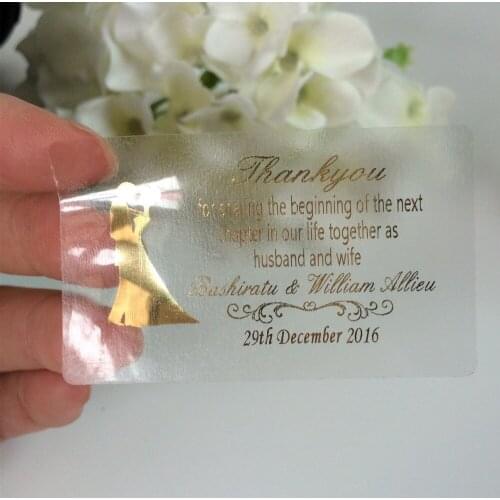 Thankyou
for sharing the beginning of the next
chapter in our life together as
husband and wife
Bashiratu & William Allieu
29th December 2016